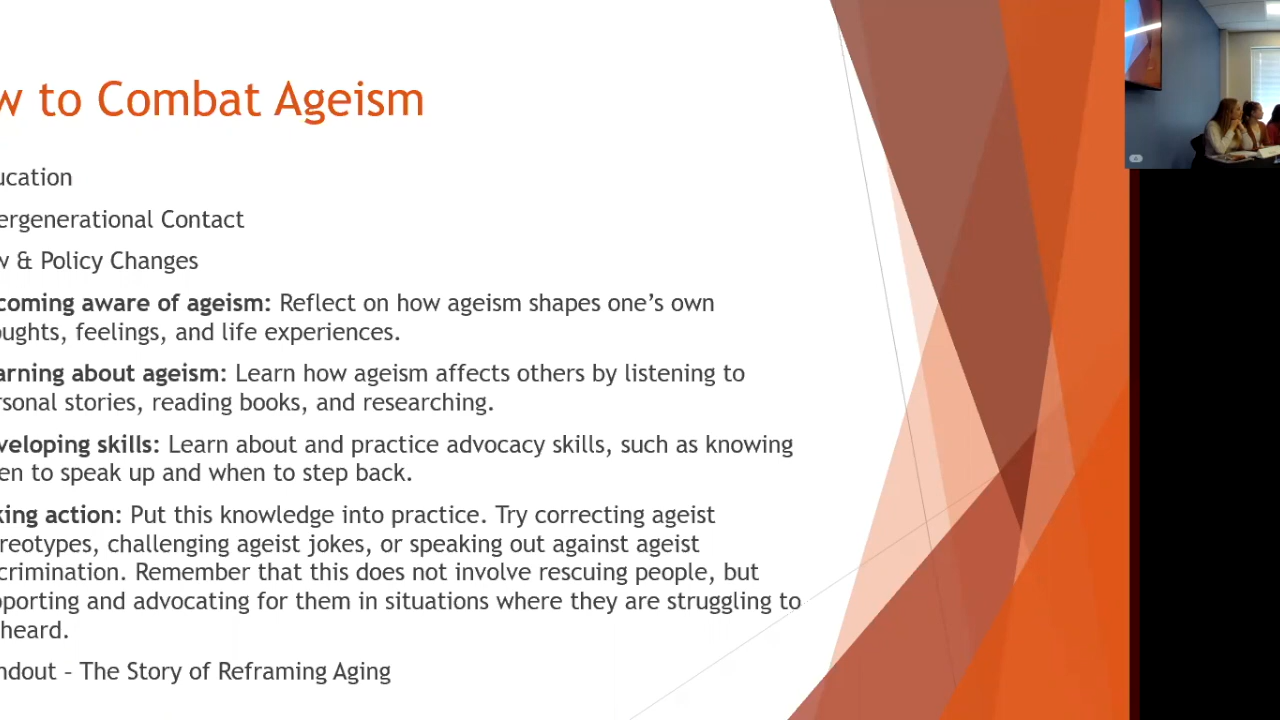 w to Combat Ageism
ucation
ergenerational Contact
w & Policy Changes
coming aware of ageism: Reflect on how ageism shapes one's own
oughts, feelings, and life experiences.
arning about ageism: Learn how ageism affects others by listening to
rsonal stories, reading books, and researching.
veloping skills: Learn about and practice advocacy skills, such as knowing
en to speak up and when to step back.
king action: Put this knowledge into practice. Try correcting ageist
reotypes, challenging ageist jokes, or speaking out against ageist
crimination. Remember that this does not involve rescuing people, but
pporting and advocating for them in situations where they are struggling to
heard.
ndout – The Story of Reframing Aging